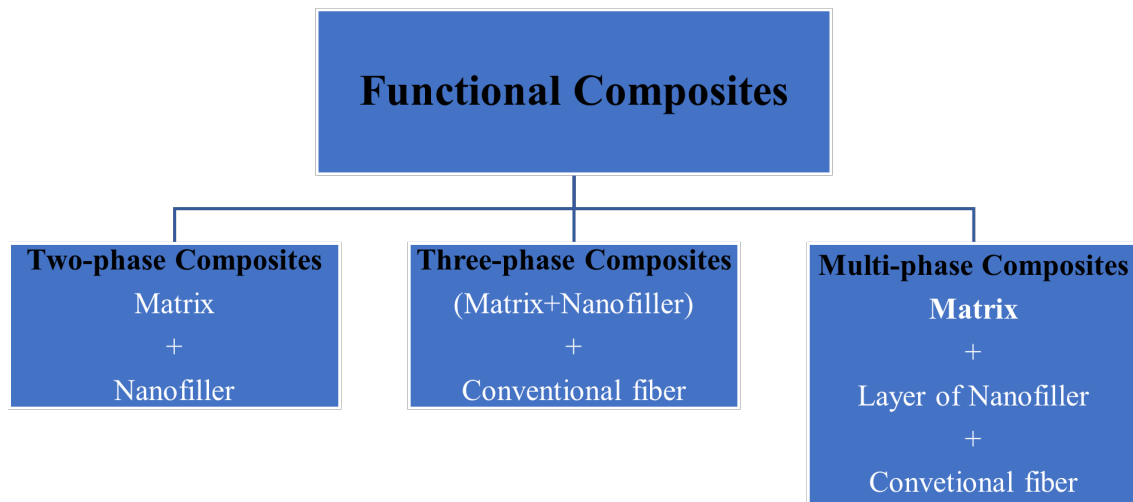 Functional Composites
Two-phase Composites
Matrix
+
Nanofiller
Three-phase Composites
(Matrix+Nanofiller)
+
Conventional fiber
Multi-phase Composites
Matrix
+
Layer of Nanofiller
+
Convetional fiber